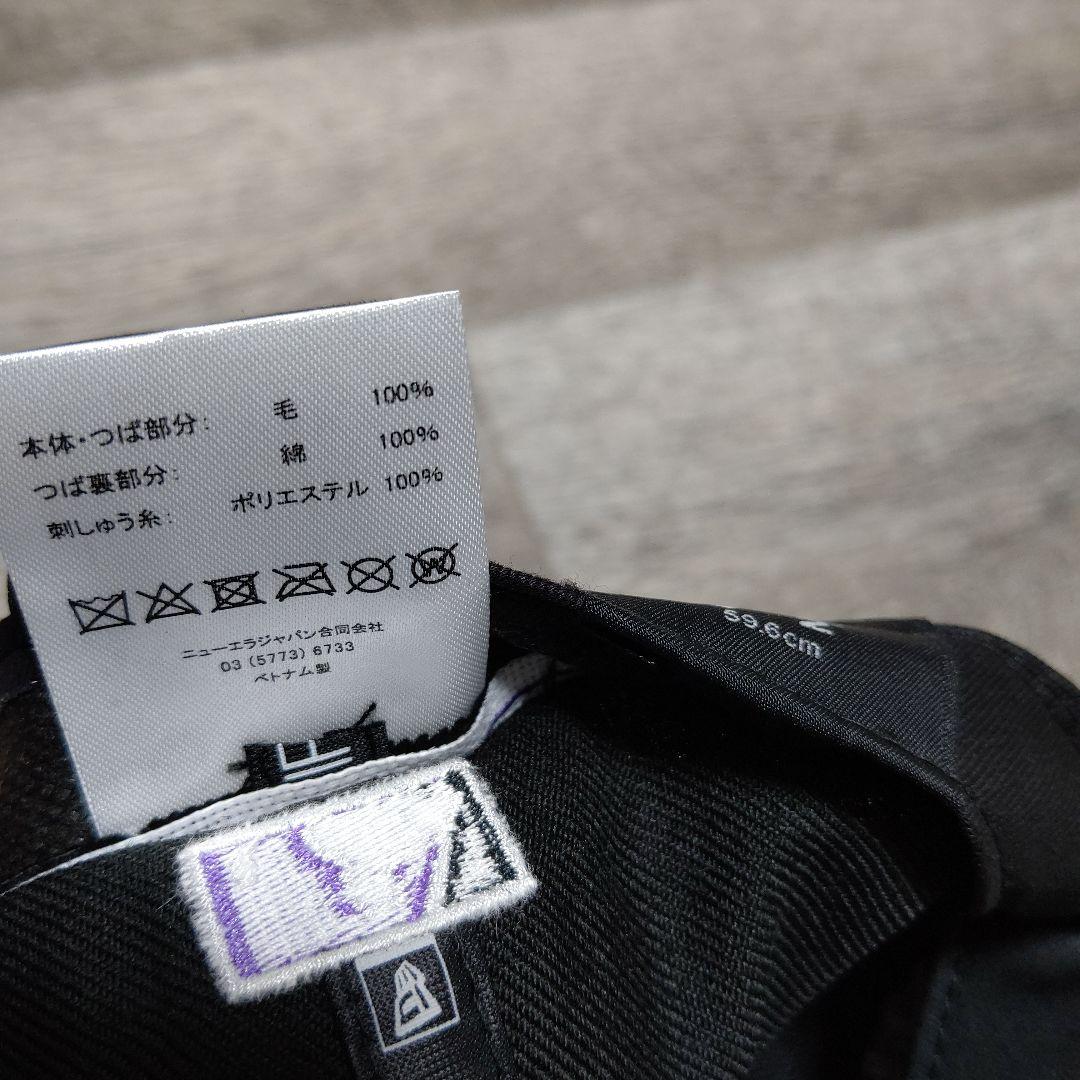 本体・つば部分: 毛 100%
つば裏部分: 綿 100%
刺しゅう糸: ポリエステル 100%
ニューエラジャパン合同会社
03 (5773) 6733
ベトナム製
59.6cm